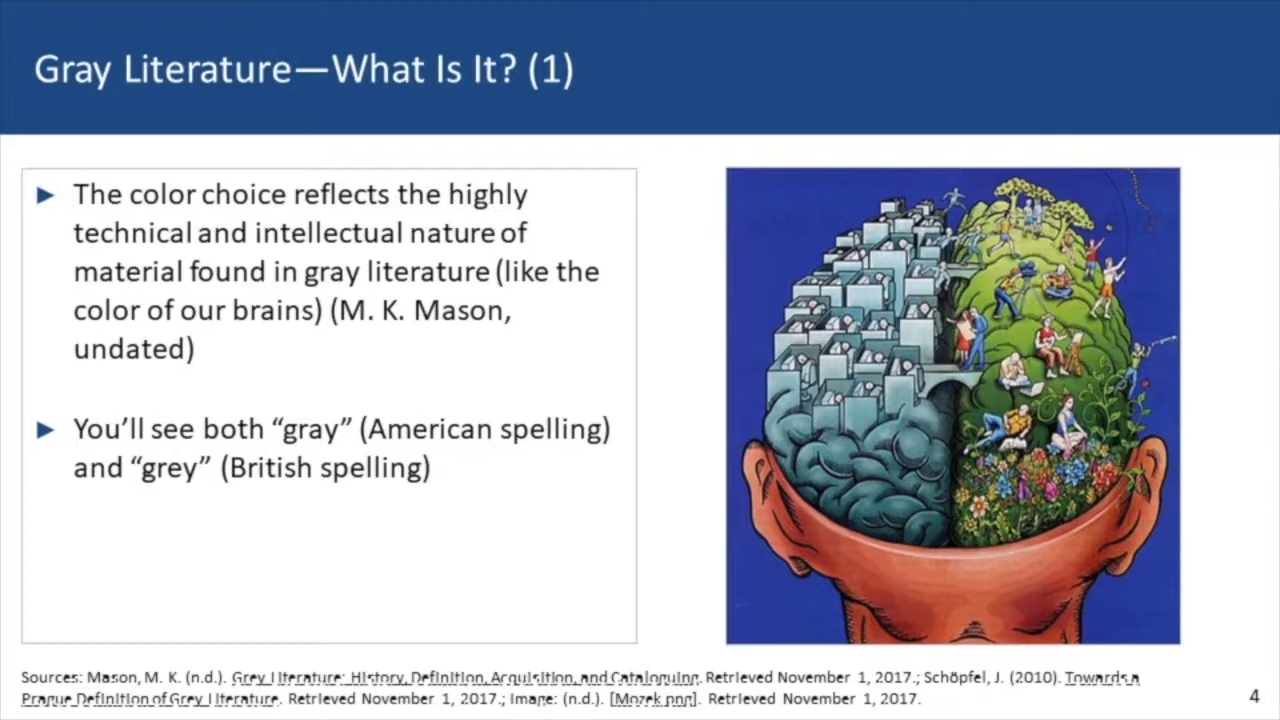 Gray Literature—What Is It? (1)
► The color choice reflects the highly
technical and intellectual nature of
material found in gray literature (like the
color of our brains) (M. K. Mason,
undated)
► You’ll see both “gray” (American spelling)
and “grey” (British spelling)
Sources: Mason, M. K. (n.d.). Grey Literature: History, Definition, Acquisition, and Cataloguing. Retrieved November 1, 2017.; Schöpfel, J. (2010). Towards a
Prague Definition of Grey Literature. Retrieved November 1, 2017.; Image: (n.d.). [Mozek png]. Retrieved November 1, 2017.
4